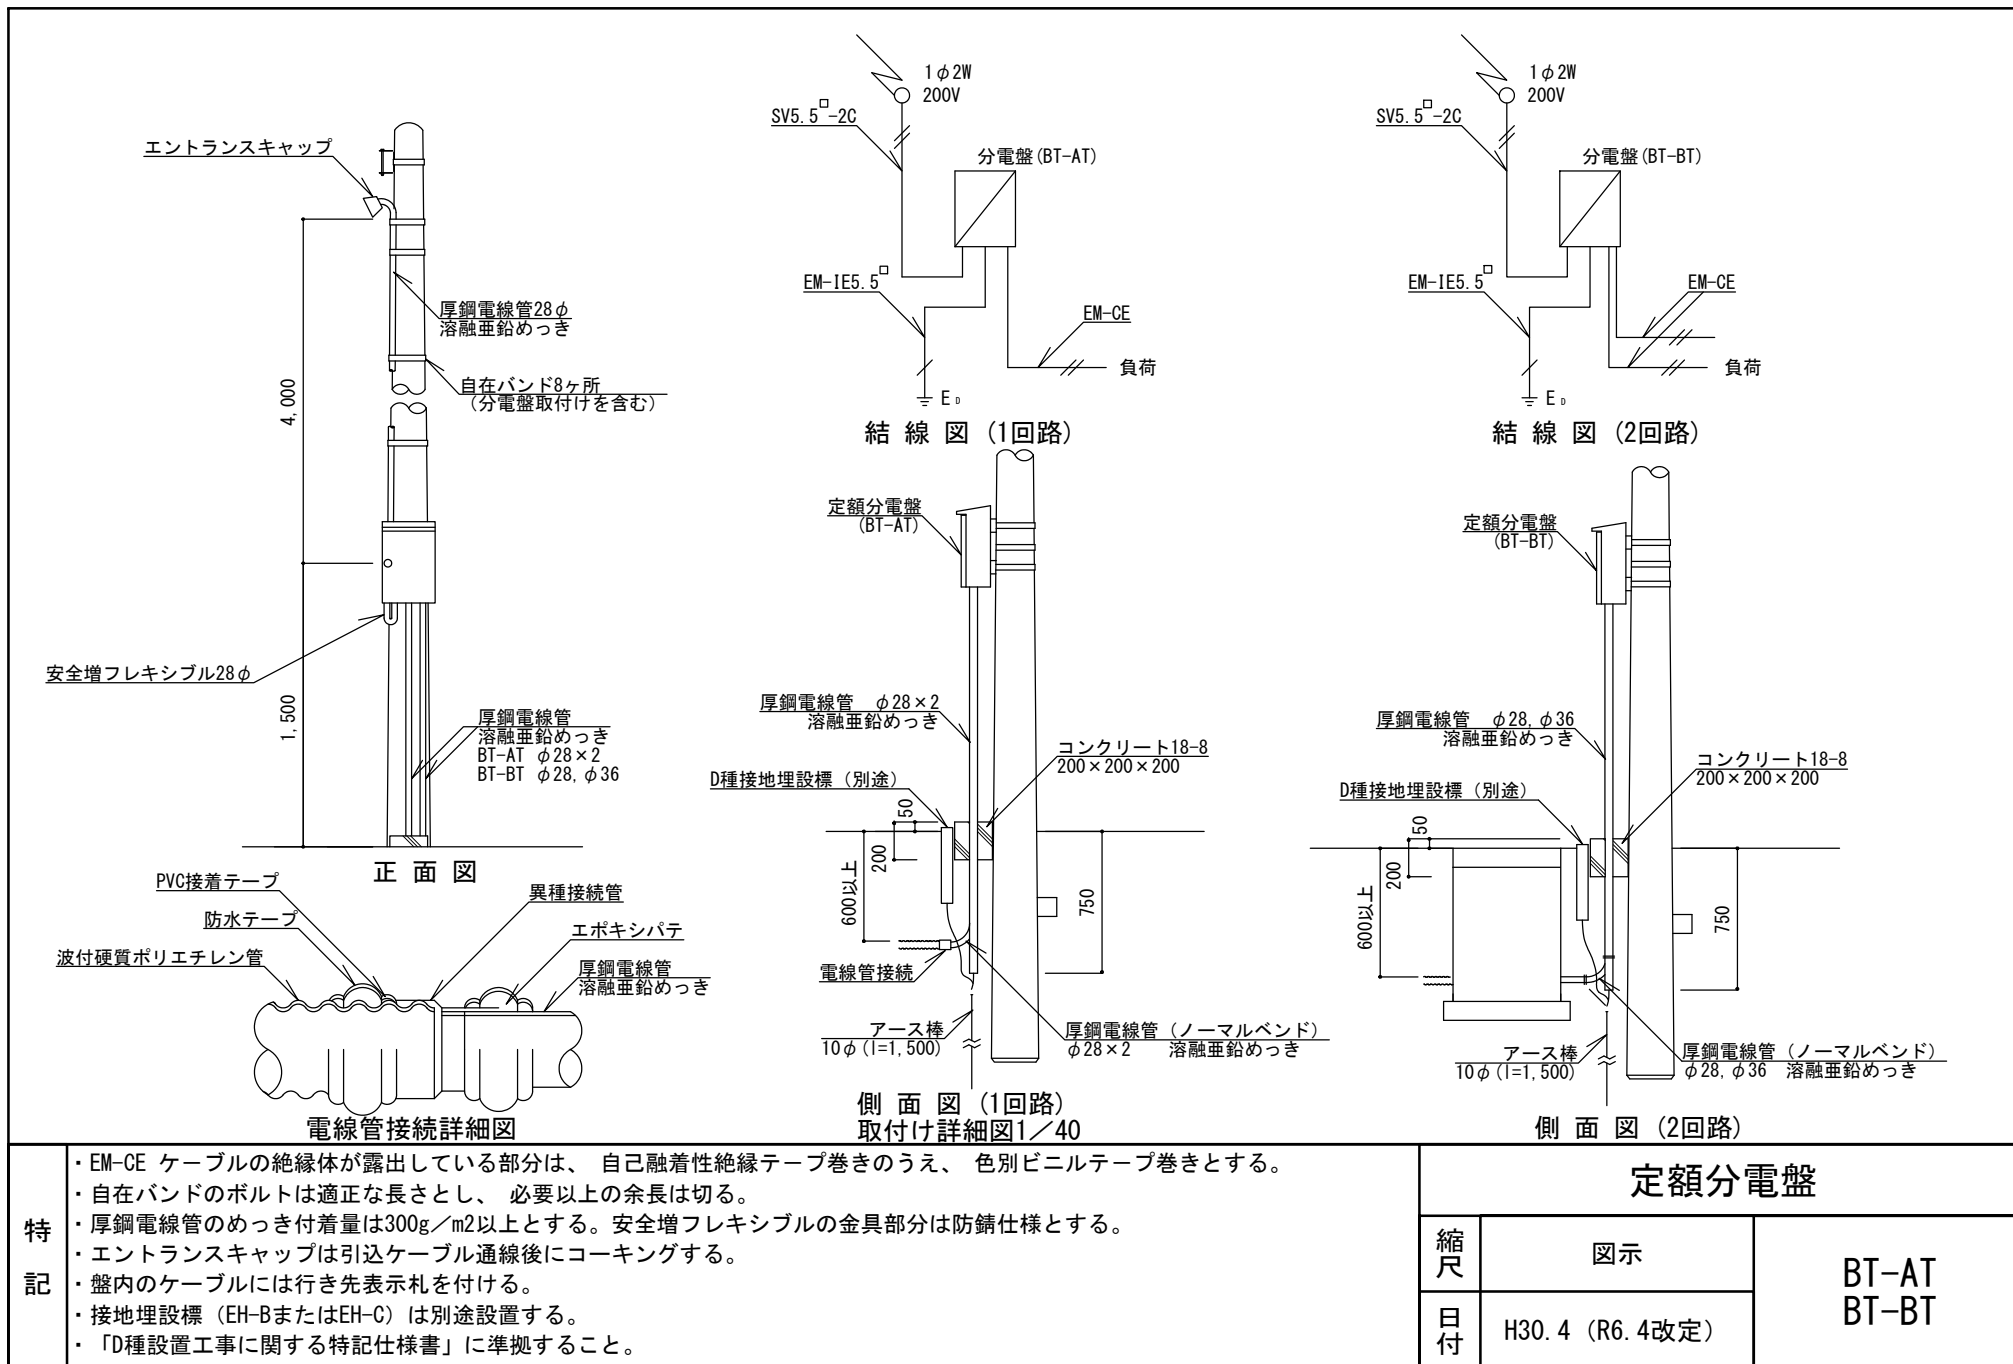 エントランスキャップ
厚鋼電線管28φ
溶融亜鉛めっき
自在バンド8ヶ所
(分電盤取付けを含む)
4,000
安全増フレキシブル28φ
1,500
厚鋼電線管
溶融亜鉛めっき
BT-AT φ28×2
BT-BT φ28,φ36
正 面 図
PVC接着テープ
防水テープ
波付硬質ポリエチレン管
異種接続管
エポキシパテ
厚鋼電線管
溶融亜鉛めっき
電線管接続詳細図
1φ2W
200V
SV5.5□-2C
分電盤(BT-AT)
EM-IE5.5□
EM-CE
負荷
ED
結 線 図 (1回路)
1φ2W
200V
SV5.5□-2C
分電盤(BT-BT)
EM-IE5.5□
EM-CE
負荷
ED
結 線 図 (2回路)
定額分電盤
(BT-AT)
厚鋼電線管 φ28×2
溶融亜鉛めっき
コンクリート18-8
200×200×200
D種接地埋設標 (別途)
50
200
600以上
750
電線管接続
アース棒
10φ(l=1,500)
厚鋼電線管 (ノーマルベンド)
φ28×2 溶融亜鉛めっき
側 面 図 (1回路)
取付け詳細図1/40
定額分電盤
(BT-BT)
厚鋼電線管 φ28,φ36
溶融亜鉛めっき
コンクリート18-8
200×200×200
D種接地埋設標 (別途)
50
200
600以上
750
アース棒
10φ(l=1,500)
厚鋼電線管 (ノーマルベンド)
φ28,φ36 溶融亜鉛めっき
側 面 図 (2回路)
特記
・EM-CE ケーブルの絶縁体が露出している部分は、 自己融着性絶縁テープ巻きのうえ、 色別ビニルテープ巻きとする。
・自在バンドのボルトは適正な長さとし、 必要以上の余長は切る。
・厚鋼電線管のめっき付着量は300g/m2以上とする。安全増フレキシブルの金具部分は防錆仕様とする。
・エントランスキャップは引込ケーブル通線後にコーキングする。
・盤内のケーブルには行き先表示札を付ける。
・接地埋設標 (EH-BまたはEH-C) は別途設置する。
・「D種設置工事に関する特記仕様書」に準拠すること。
定額分電盤
縮尺
図示
日付
H30.4 (R6.4改定)
BT-AT
BT-BT